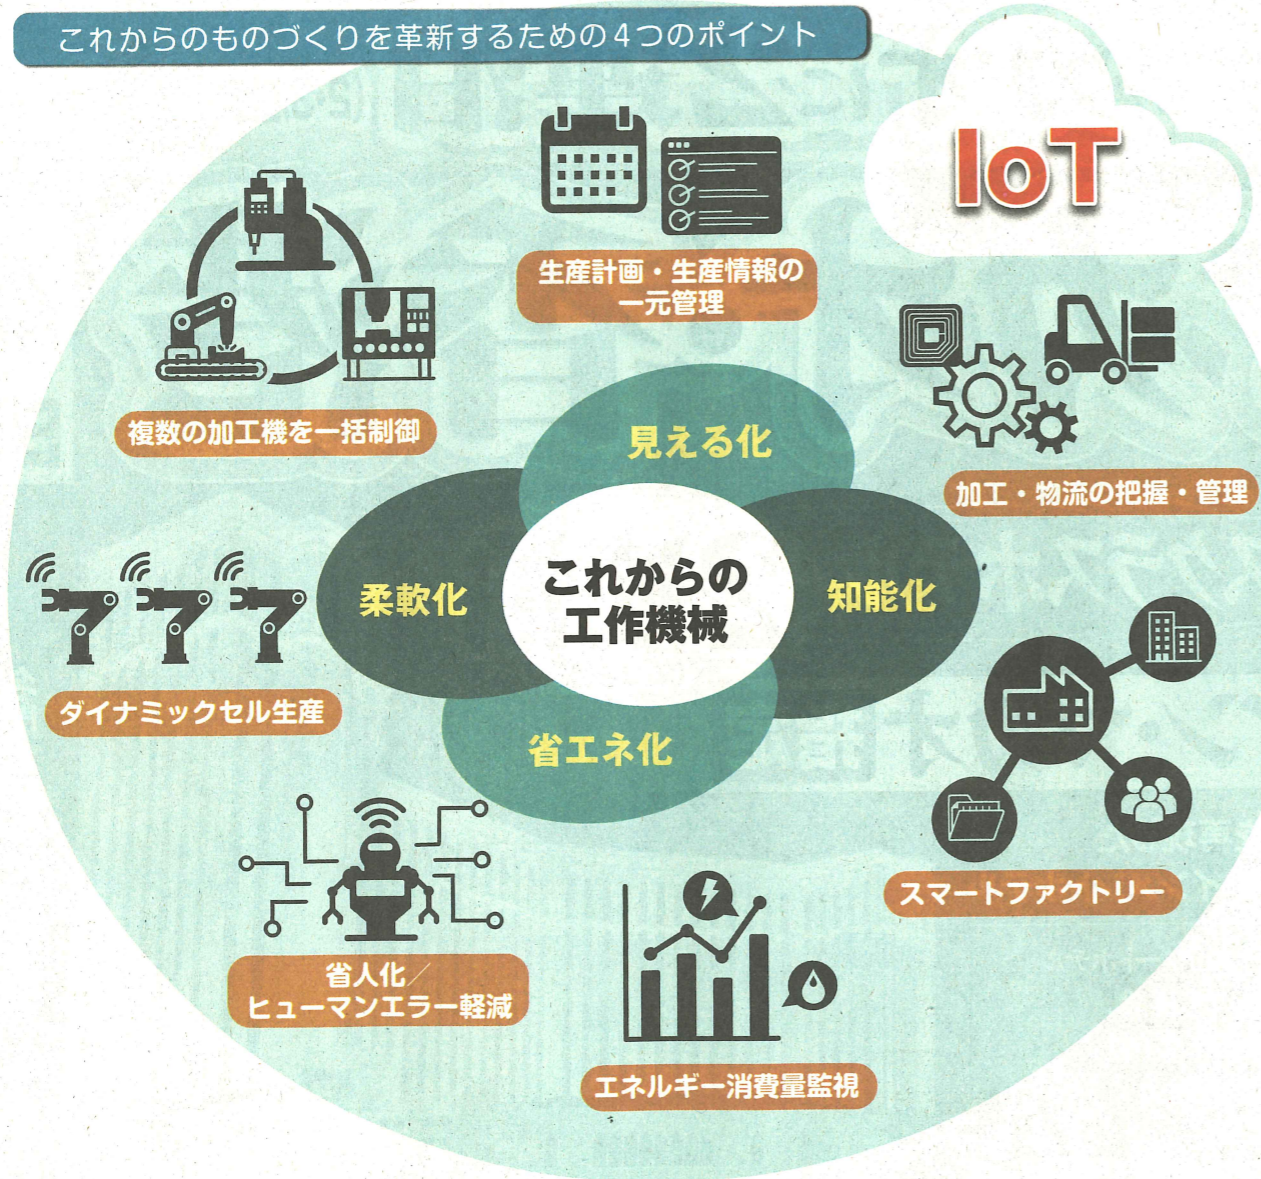 これからのものづくりを革新するための4つのポイント
IoT
生産計画・生産情報の
一元管理
複数の加工機を一括制御
加工・物流の把握・管理
見える化
柔軟化
これからの
工作機械
知能化
省エネ化
ダイナミックセル生産
スマートファクトリー
省人化／
ヒューマンエラー軽減
エネルギー消費量監視